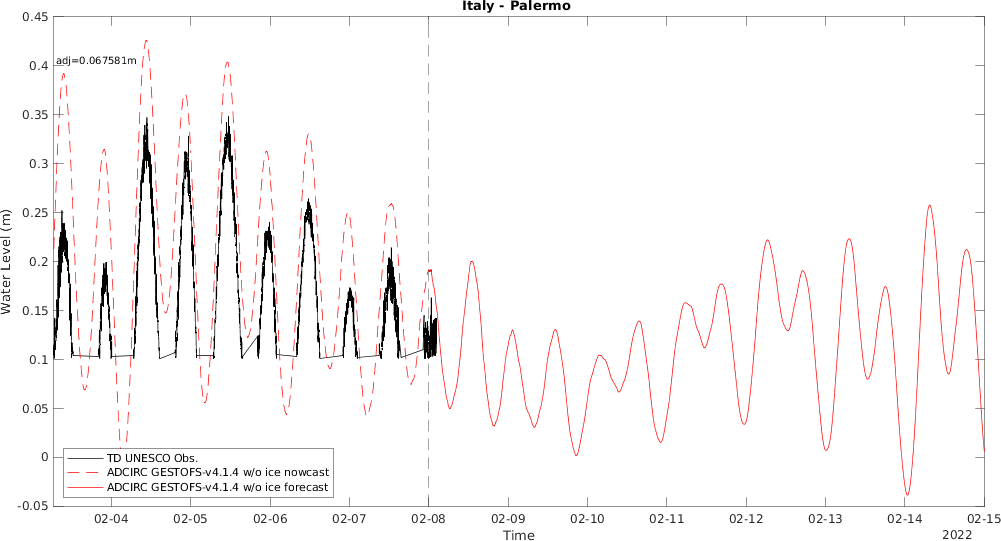 Italy - Palermo
adj=0.067581m
0.45
0.4
0.35
0.3
0.25
0.2
0.15
0.1
0.05
0
-0.05
Water Level (m)
TD UNESCO Obs.
ADCIRC GESTOFS-v4.1.4 w/o ice nowcast
ADCIRC GESTOFS-v4.1.4 w/o ice forecast
02-04 02-05 02-06 02-07 02-08 02-09 02-10 02-11 02-12 02-13 02-14 02-15
Time
2022